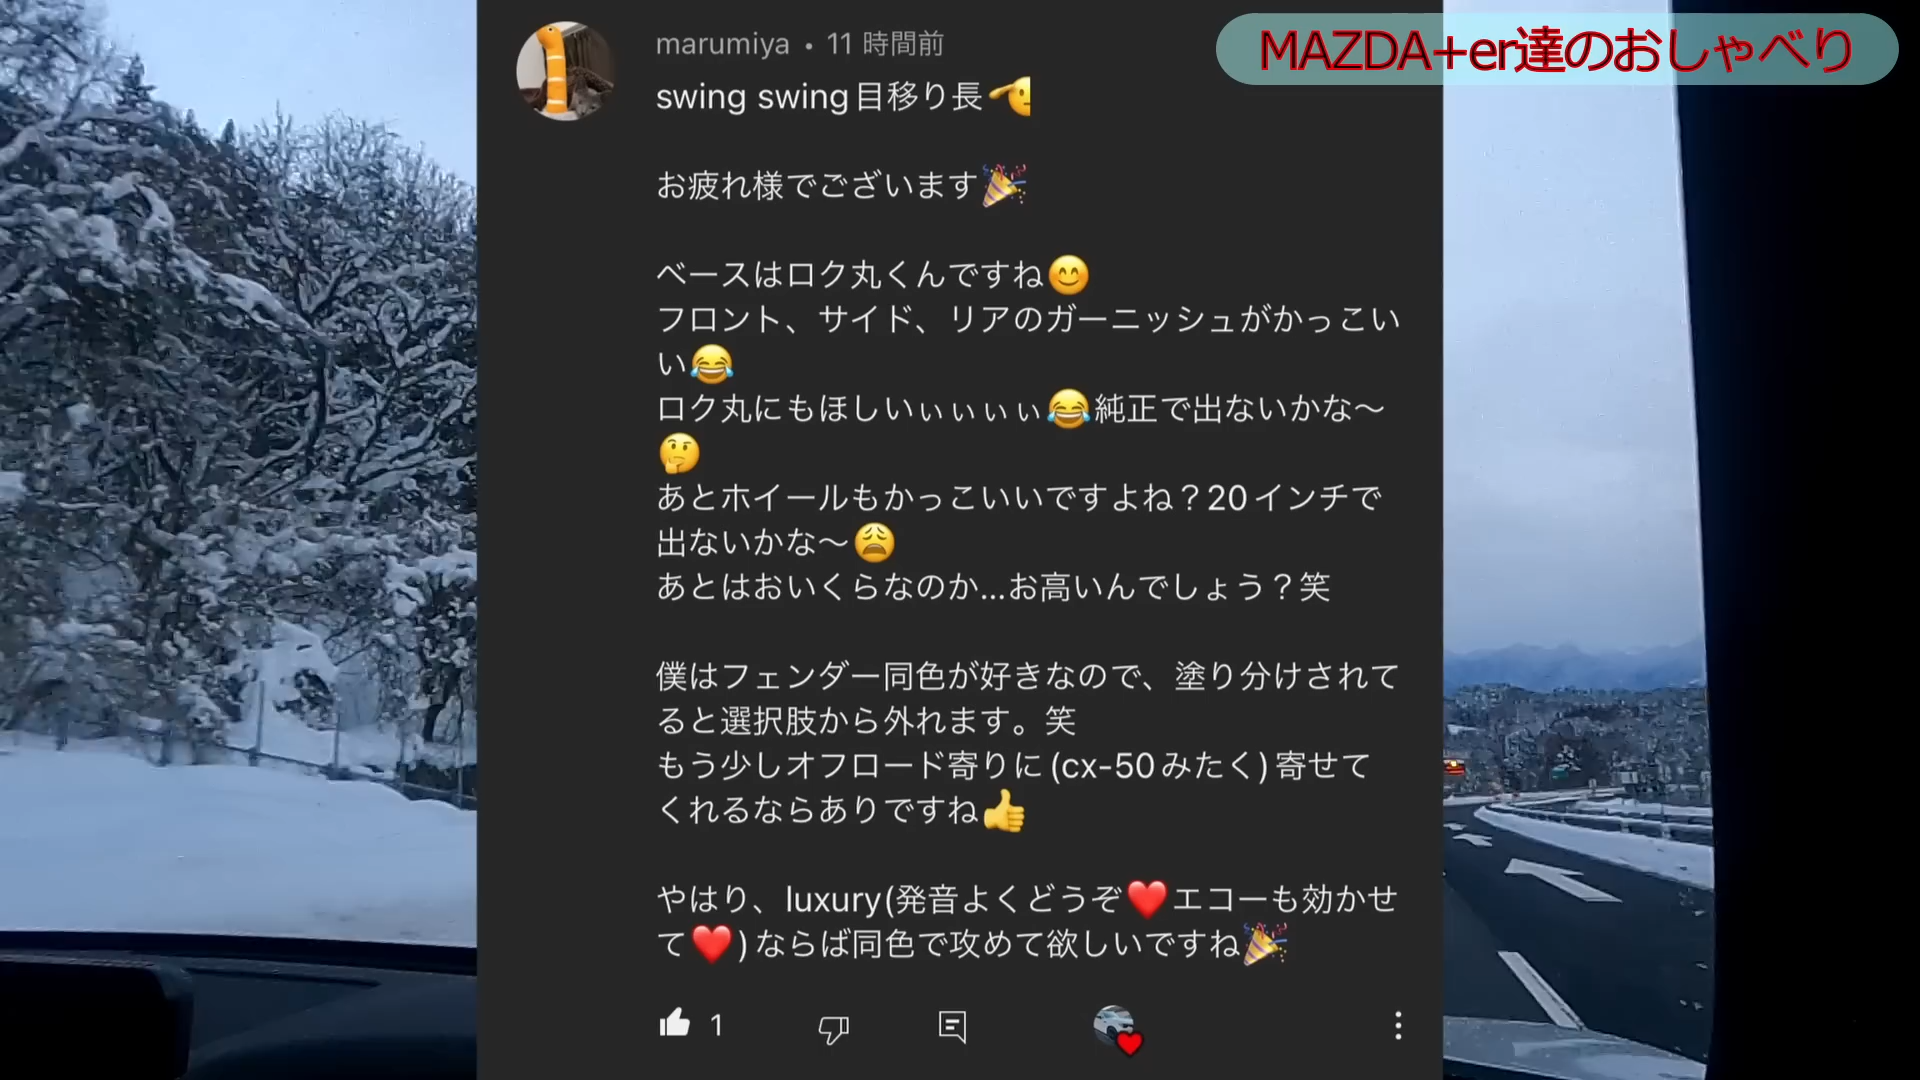 MAZDA+er達のおしゃべり
marumiya • 11 時間前
swing swing目移り長
お疲れ様でございます🎉
ベースはロク丸くんですね😊
フロント、サイド、リアのガーニッシュがかっこい
い😂
ロク丸にもほしいぃぃぃぃ😂純正で出ないかな〜
🤔
あとホイールもかっこいいですよね？20インチで
出ないかな〜😩
あとはおいくらなのか…お高いんでしょう？笑
僕はフェンダー同色が好きなので、塗り分けされて
ると選択肢から外れます。笑
もう少しオフロード寄りに(cx-50みたく)寄せて
くれるならありですね👍
やはり、luxury(発音よくどうぞ❤️エコーも効かせ
て❤️)ならば同色で攻めて欲しいですね🎉
1